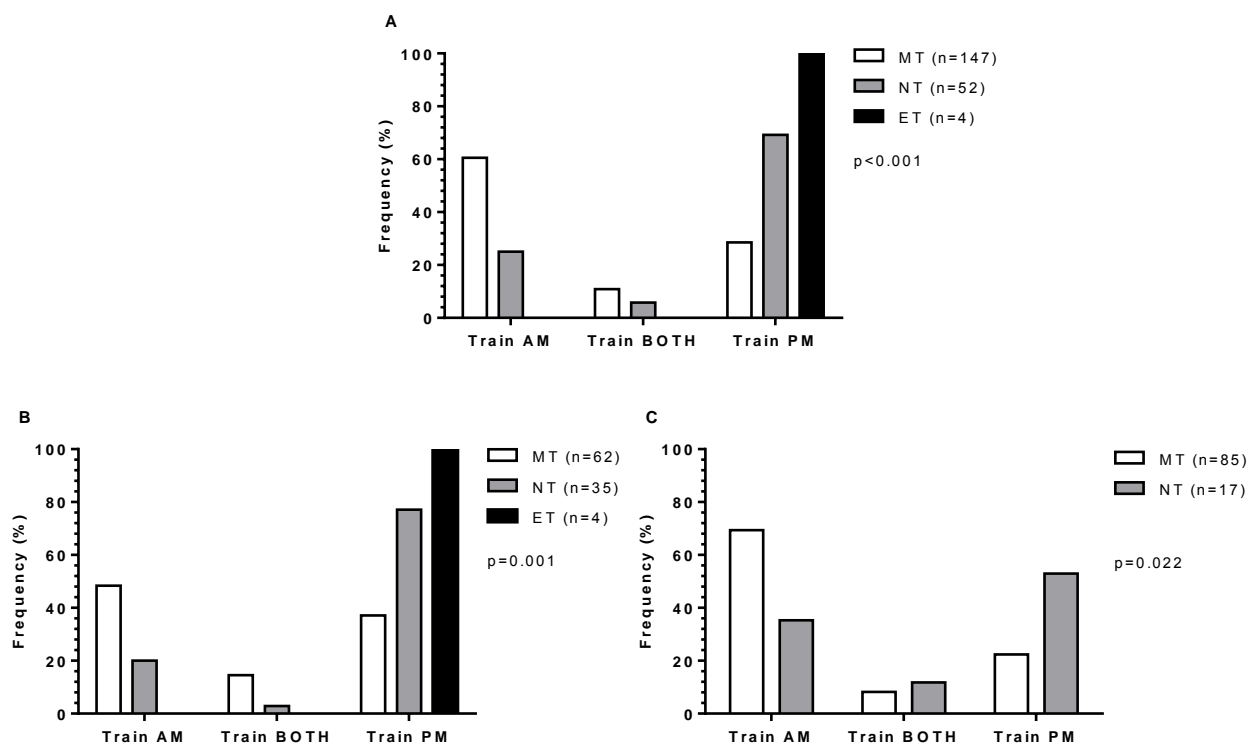 A
Frequency (%)
100
80
60
40
20
0
Train AM
Train BOTH
Train PM
MT (n=147)
NT (n=52)
ET (n=4)
p<0.001
B
Frequency (%)
100
80
60
40
20
0
Train AM
Train BOTH
Train PM
MT (n=62)
NT (n=35)
ET (n=4)
p=0.001
C
Frequency (%)
100
80
60
40
20
0
Train AM
Train BOTH
Train PM
MT (n=85)
NT (n=17)
p=0.022